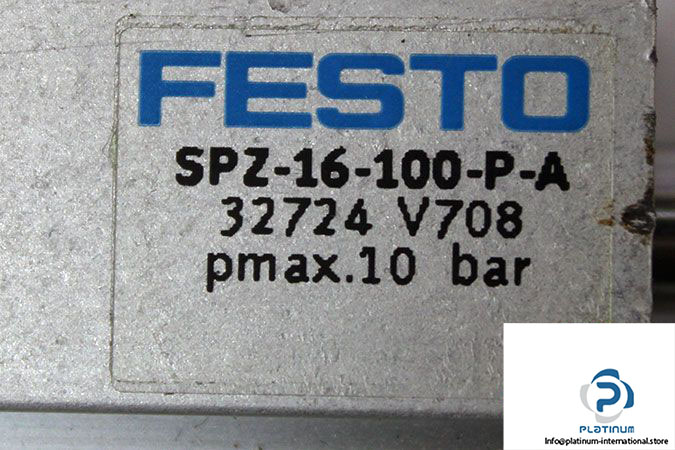 FESTO
SPZ-16-100-P-A
32724 V708
pmax.10 bar
PLATINUM
Info@platinum-international.store